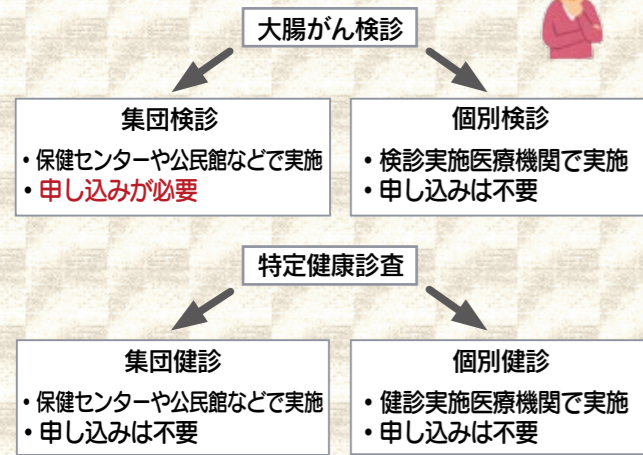 大腸がん検診
集団検診
・保健センターや公民館などで実施
・申し込みが必要
個別検診
・検診実施医療機関で実施
・申し込みは不要
特定健康診査
集団健診
・保健センターや公民館などで実施
・申し込みは不要
個別健診
・健診実施医療機関で実施
・申し込みは不要